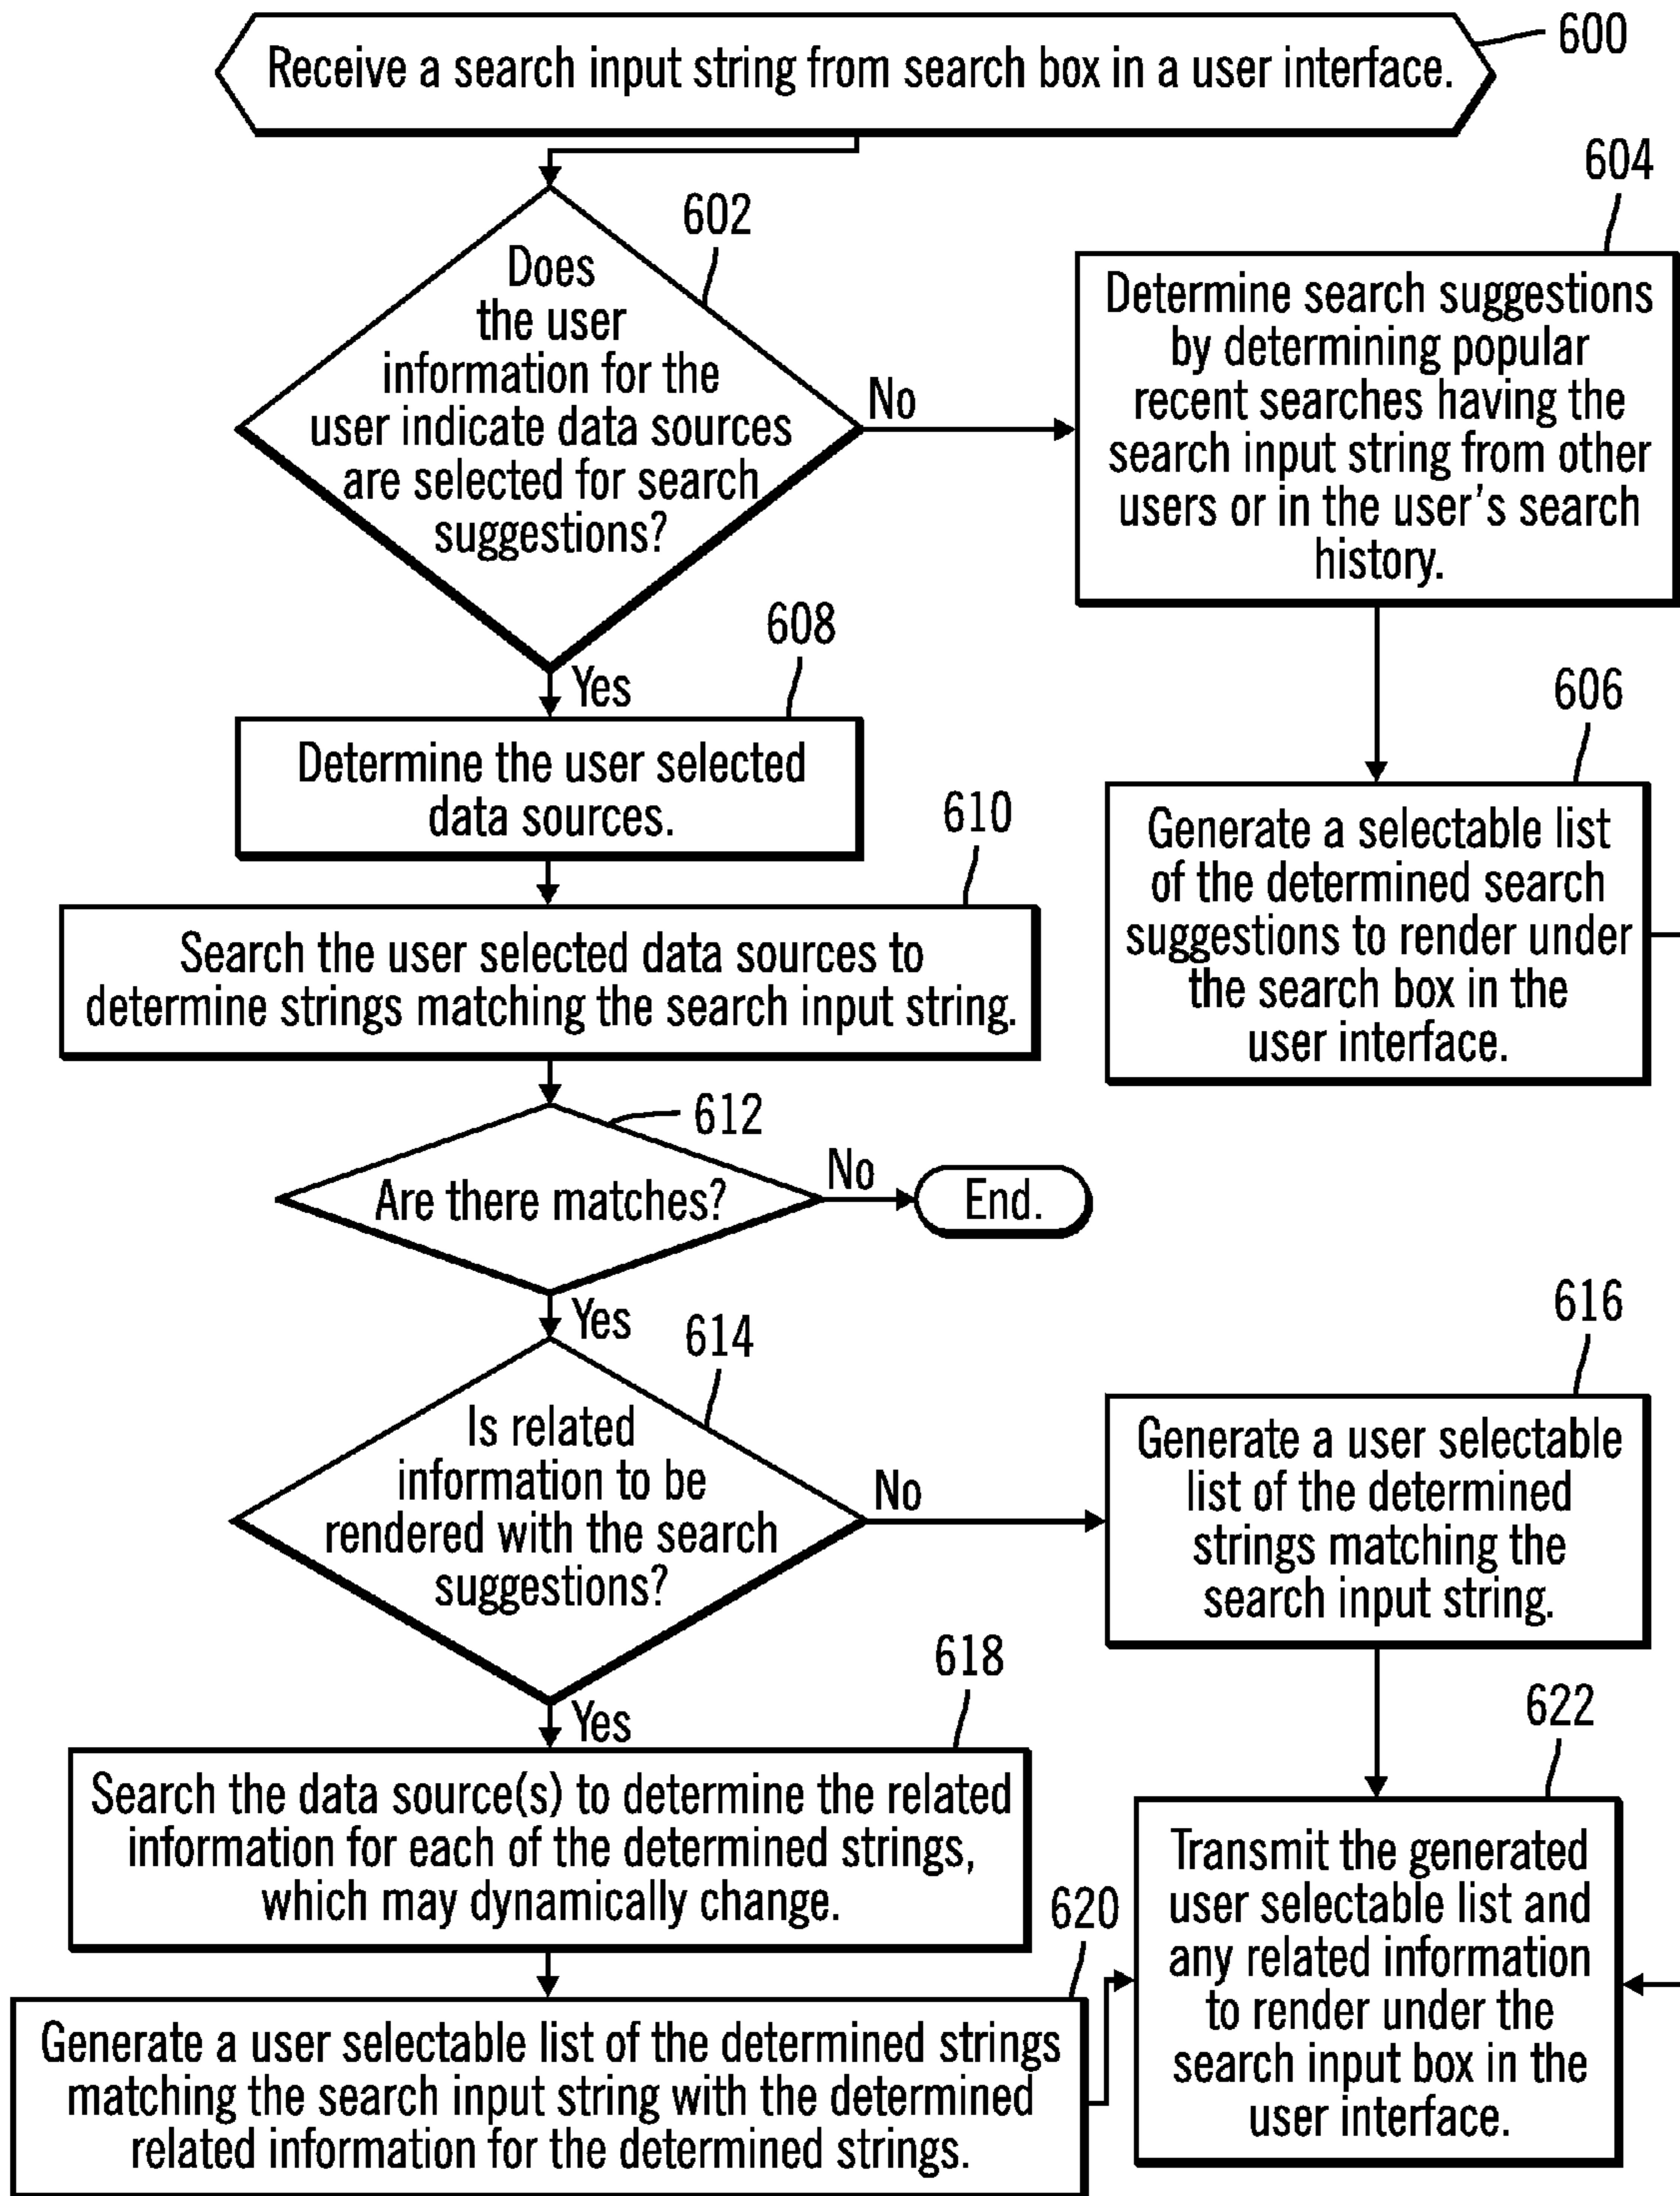 600
Receive a search input string from search box in a user interface.
602
Does
the user
information for the
user indicate data sources
are selected for search
suggestions?
No
604
Determine search suggestions
by determining popular
recent searches having the
search input string from other
users or in the user's search
history.
Yes
606
Generate a selectable list
of the determined search
suggestions to render under
the search box in the
user interface.
608
Determine the user selected
data sources.
610
Search the user selected data sources to
determine strings matching the search input string.
612
Are there matches?
No
End.
Yes
614
Is related
information to be
rendered with the search
suggestions?
No
616
Generate a user selectable
list of the determined
strings matching the
search input string.
Yes
618
Search the data source(s) to determine the related
information for each of the determined strings,
which may dynamically change.
620
Generate a user selectable list of the determined strings
matching the search input string with the determined
related information for the determined strings.
622
Transmit the generated
user selectable list and
any related information
to render under the
search input box in the
user interface.